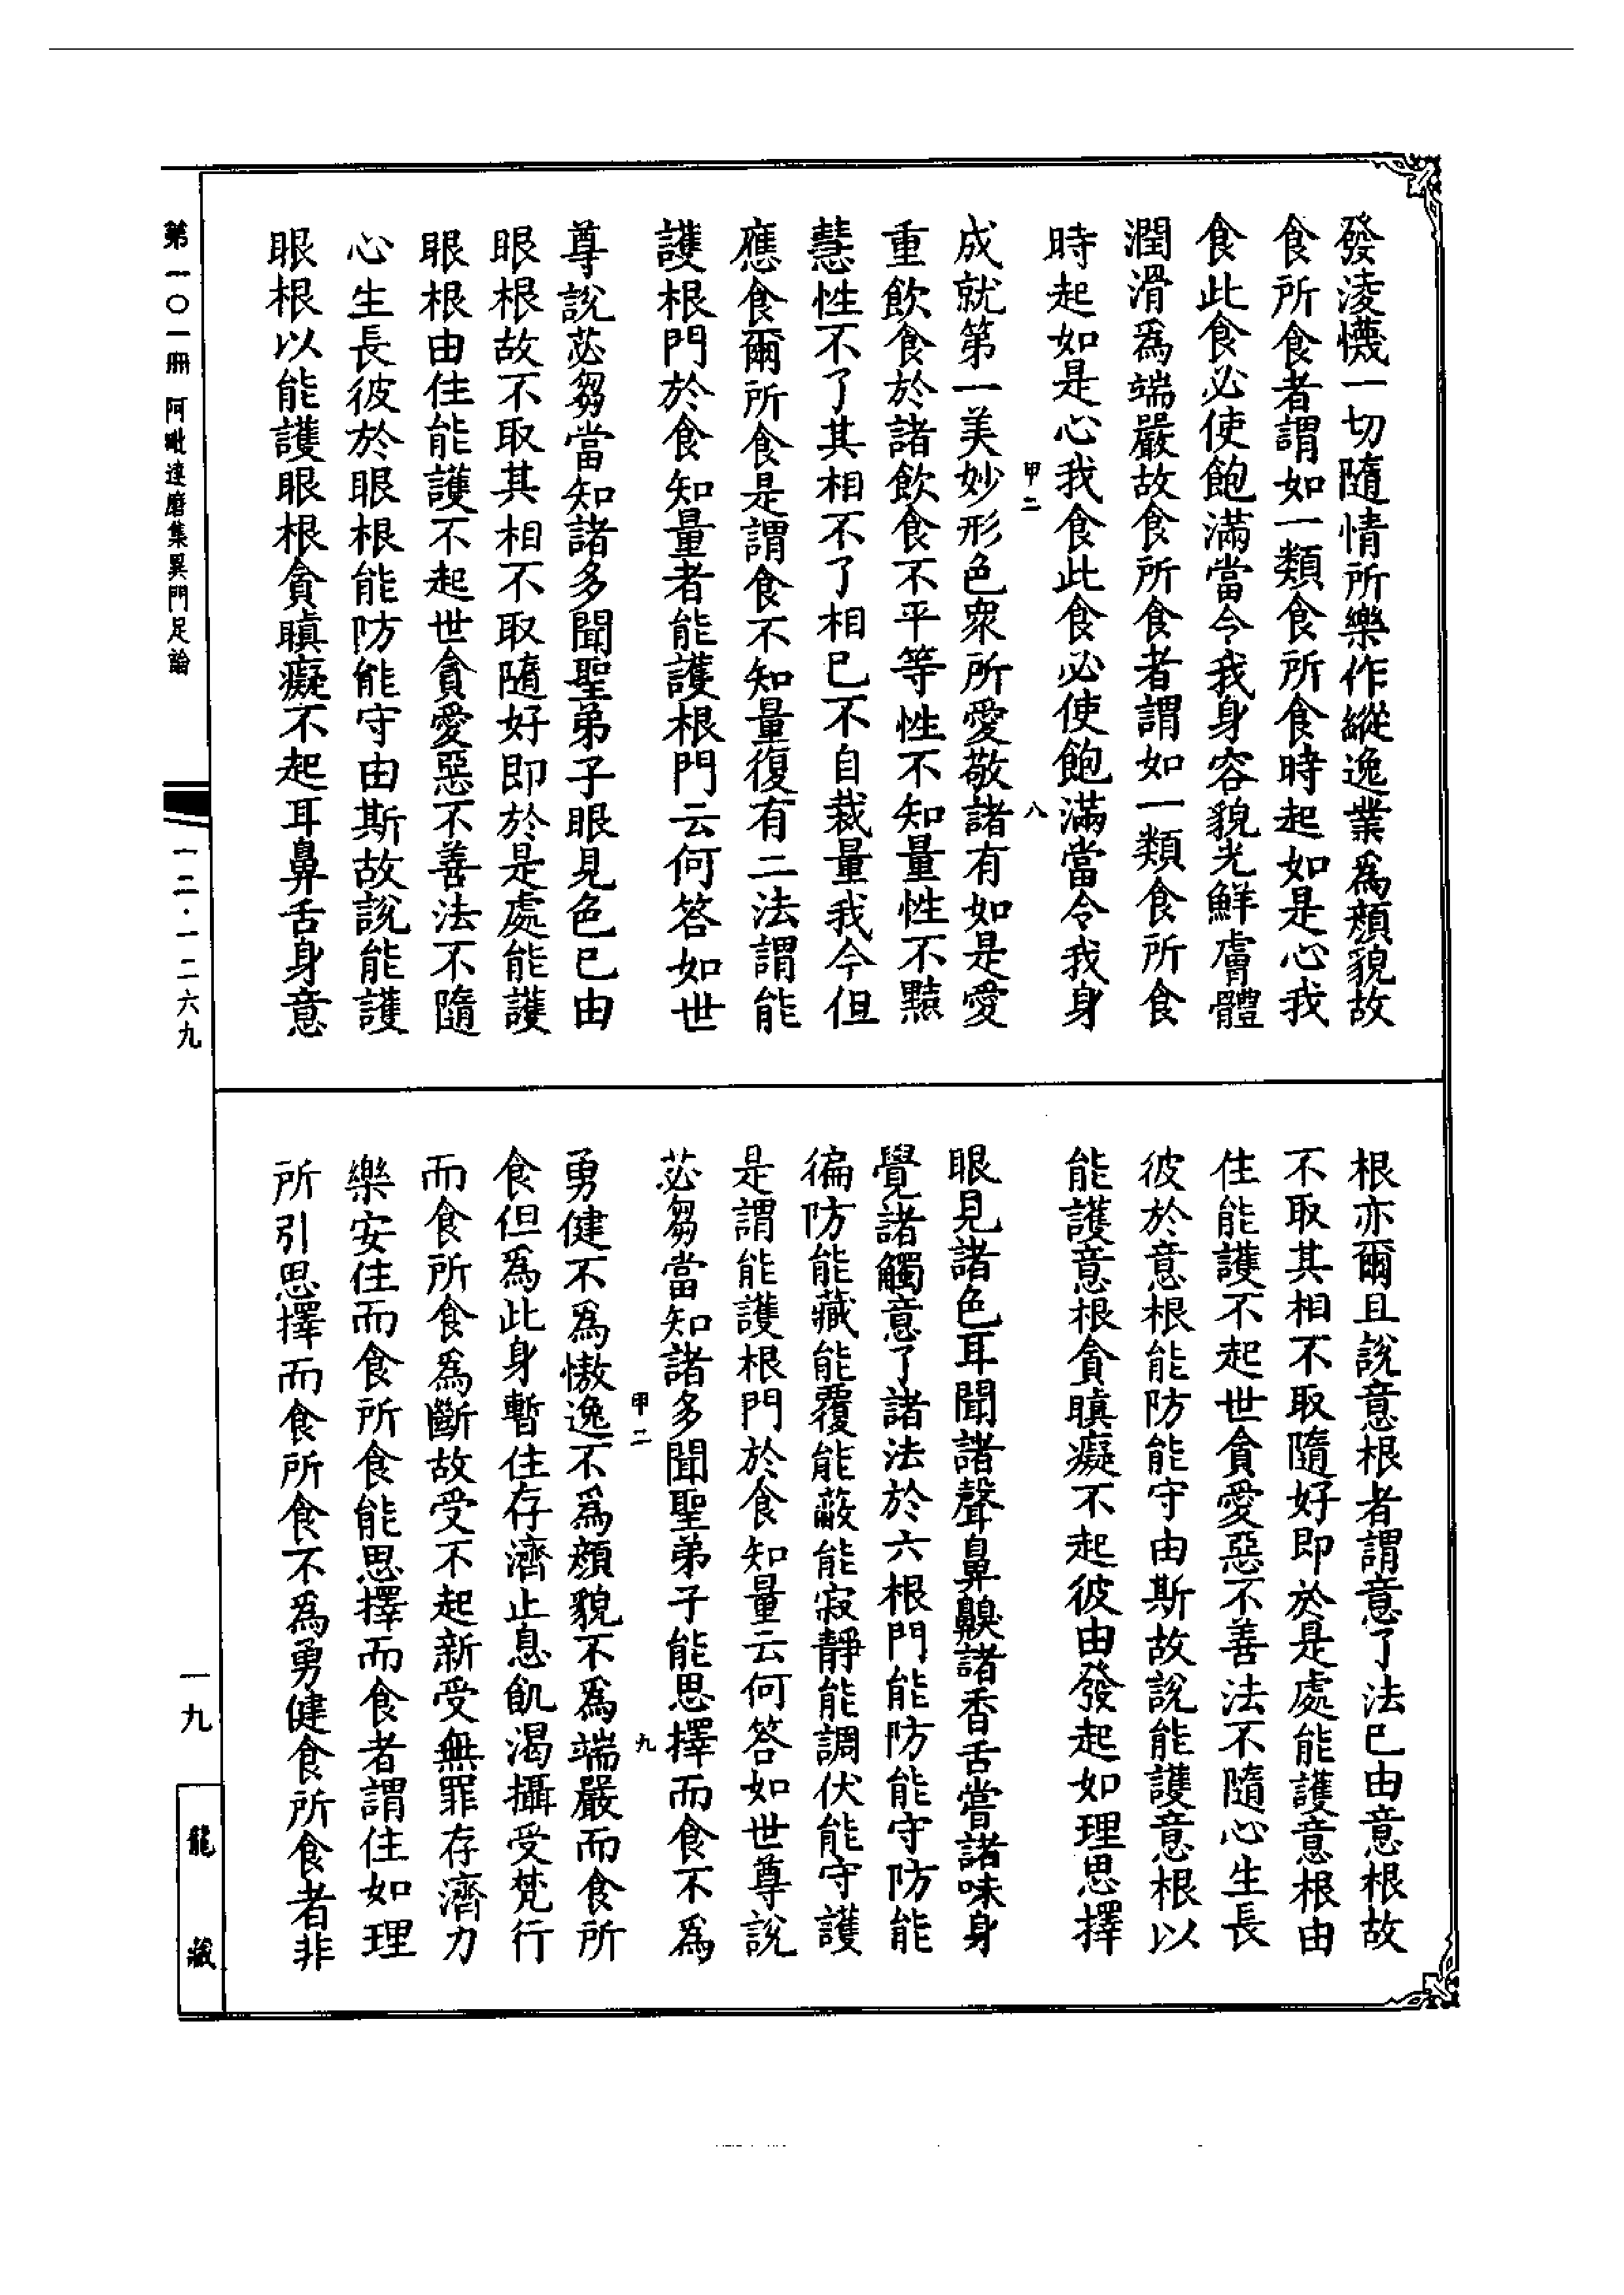 發淩懱一切隨情所樂作縱逸業爲顏貌故
食所食者謂如一類食所食時起如是心我
食此食必使飽滿當令我身容貌光鮮膚體
潤滑爲端嚴故食所食者謂如一類食所食
時起如是心我食此食必使飽滿當令我身
甲二 八
成就第一美妙形色衆所愛敬諸有如是愛
重飲食於諸飲食不平等性不知量性不黠
慧性不了其相不了相已不自裁量我今但
應食爾所食是謂食不知量復有二法謂能
護根門於食知量者能護根門云何答如世
尊說苾芻當知諸多聞聖弟子眼見色已由
眼根故不取其相不取隨好即於是處能護
眼根由住能護不起世貪愛惡不善法不隨
心生長彼於眼根能防能守由斯故說能護
眼根以能護眼根貪瞋癡不起耳鼻舌身意
根亦爾且說意根者謂意了法已由意根故
不取其相不取隨好即於是處能護意根由
住能護不起世貪愛惡不善法不隨心生長
彼於意根能防能守由斯故說能護意根以
能護意根貪瞋癡不起彼由發起如理思擇
眼見諸色耳聞諸聲鼻齅諸香舌嘗諸味身
覺諸觸意了諸法於六根門能防能守防能
徧防能藏能覆能蔽能寂靜能調伏能守護
是謂能護根門於食知量云何答如世尊說
苾芻當知諸多聞聖弟子能思擇而食不爲
甲二 九
勇健不爲憿逸不爲顏貌不爲端嚴而食所
食但爲此身暫住存濟止息飢渴攝受梵行
而食所食爲斷故受不起新受無罪存濟力
樂安住而食所食能思擇而食者謂住如理
所引思擇而食所食不爲勇健食所食者非
第一〇一冊 阿毗達磨集異門足論
一二·一二六九
一九
龍藏